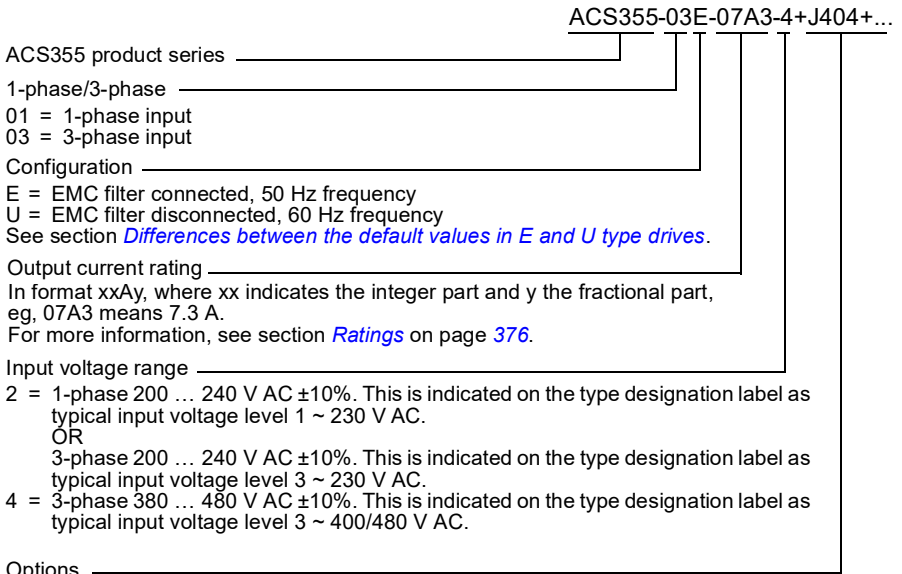 ACS355-03E-07A3-4+J404+...
ACS355 product series
1-phase/3-phase
01 = 1-phase input
03 = 3-phase input
Configuration
E = EMC filter connected, 50 Hz frequency
U = EMC filter disconnected, 60 Hz frequency
See section Differences between the default values in E and U type drives.
Output current rating
In format xxAy, where xx indicates the integer part and y the fractional part,
eg, 07A3 means 7.3 A.
For more information, see section Ratings on page 376.
Input voltage range
2 = 1-phase 200 … 240 V AC ±10%. This is indicated on the type designation label as
typical input voltage level 1 ~ 230 V AC.
OR
3-phase 200 … 240 V AC ±10%. This is indicated on the type designation label as
typical input voltage level 3 ~ 230 V AC.
4 = 3-phase 380 … 480 V AC ±10%. This is indicated on the type designation label as
typical input voltage level 3 ~ 400/480 V AC.
Options